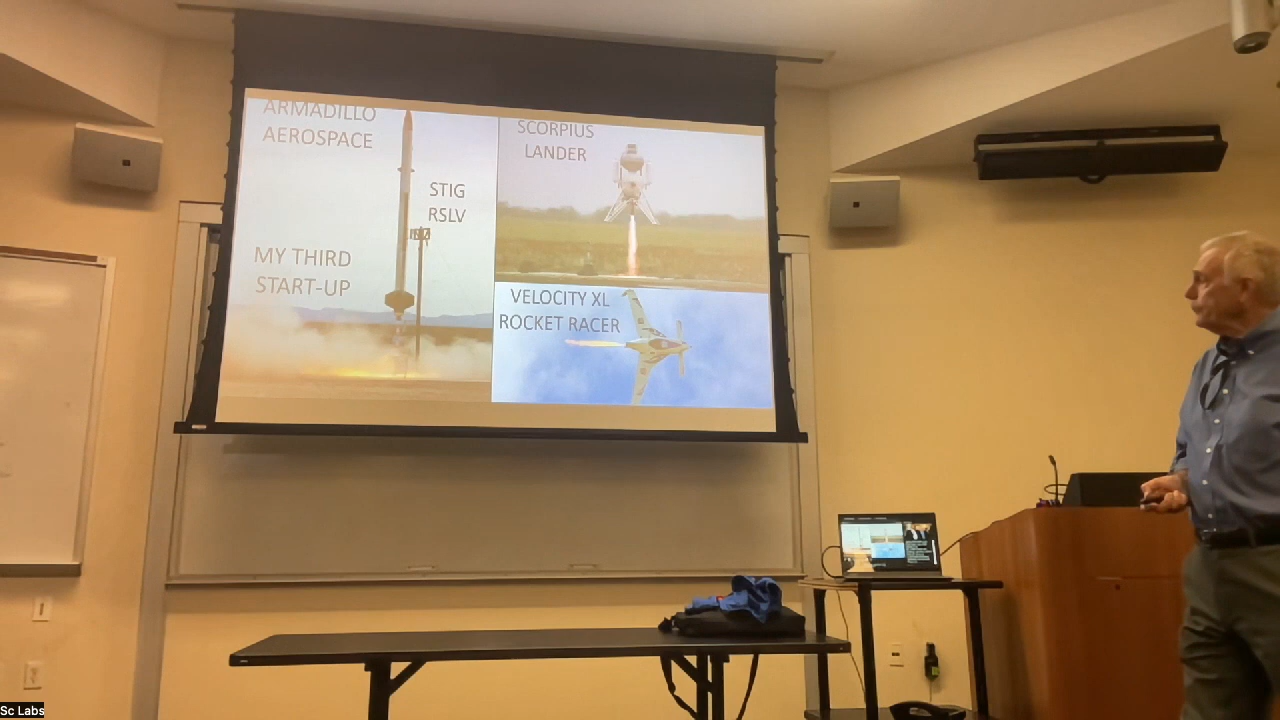 ARMADILLO
AEROSPACE
STIG
RSLV
MY THIRD
START-UP
SCORPIUS
LANDER
VELOCITY XL
ROCKET RACER
Sc Labs